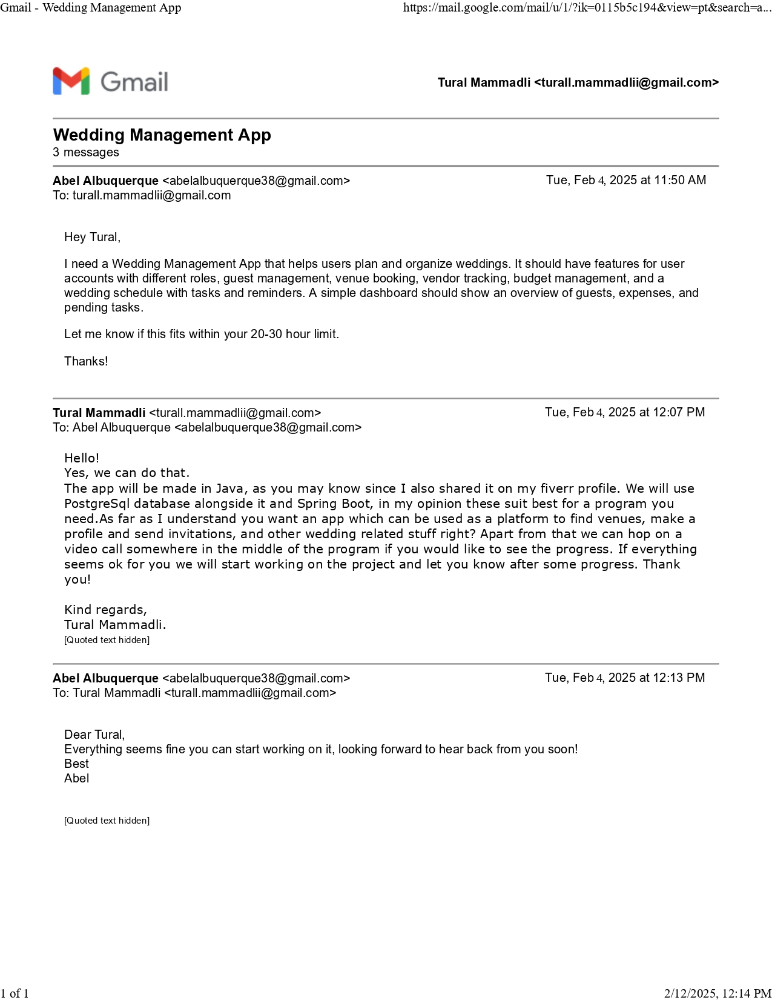 Gmail - Wedding Management App
https://mail.google.com/mail/u/1/?ik=0115b5c194&view=pt&search=a...
Gmail
Tural Mammadli <turall.mammadlii@gmail.com>
Wedding Management App
3 messages
Abel Albuquerque <abelalbuquerque38@gmail.com>
Tue, Feb 4, 2025 at 11:50 AM
To: turall.mammadlii@gmail.com
Hey Tural,
I need a Wedding Management App that helps users plan and organize weddings. It should have features for user
accounts with different roles, guest management, venue booking, vendor tracking, budget management, and a
wedding schedule with tasks and reminders. A simple dashboard should show an overview of guests, expenses, and
pending tasks.
Let me know if this fits within your 20-30 hour limit.
Thanks!
Tural Mammadli <turall.mammadlii@gmail.com>
Tue, Feb 4, 2025 at 12:07 PM
To: Abel Albuquerque <abelalbuquerque38@gmail.com>
Hello!
Yes, we can do that.
The app will be made in Java, as you may know since I also shared it on my fiverr profile. We will use
PostgreSql database alongside it and Spring Boot, in my opinion these suit best for a program you
need.As far as I understand you want an app which can be used as a platform to find venues, make a
profile and send invitations, and other wedding related stuff right? Apart from that we can hop on a
video call somewhere in the middle of the program if you would like to see the progress. If everything
seems ok for you we will start working on the project and let you know after some progress. Thank
you!
Kind regards,
Tural Mammadli.
[Quoted text hidden]
Abel Albuquerque <abelalbuquerque38@gmail.com>
Tue, Feb 4, 2025 at 12:13 PM
To: Tural Mammadli <turall.mammadlii@gmail.com>
Dear Tural,
Everything seems fine you can start working on it, looking forward to hear back from you soon!
Best
Abel
[Quoted text hidden]
1 of 1
2/12/2025, 12:14 PM